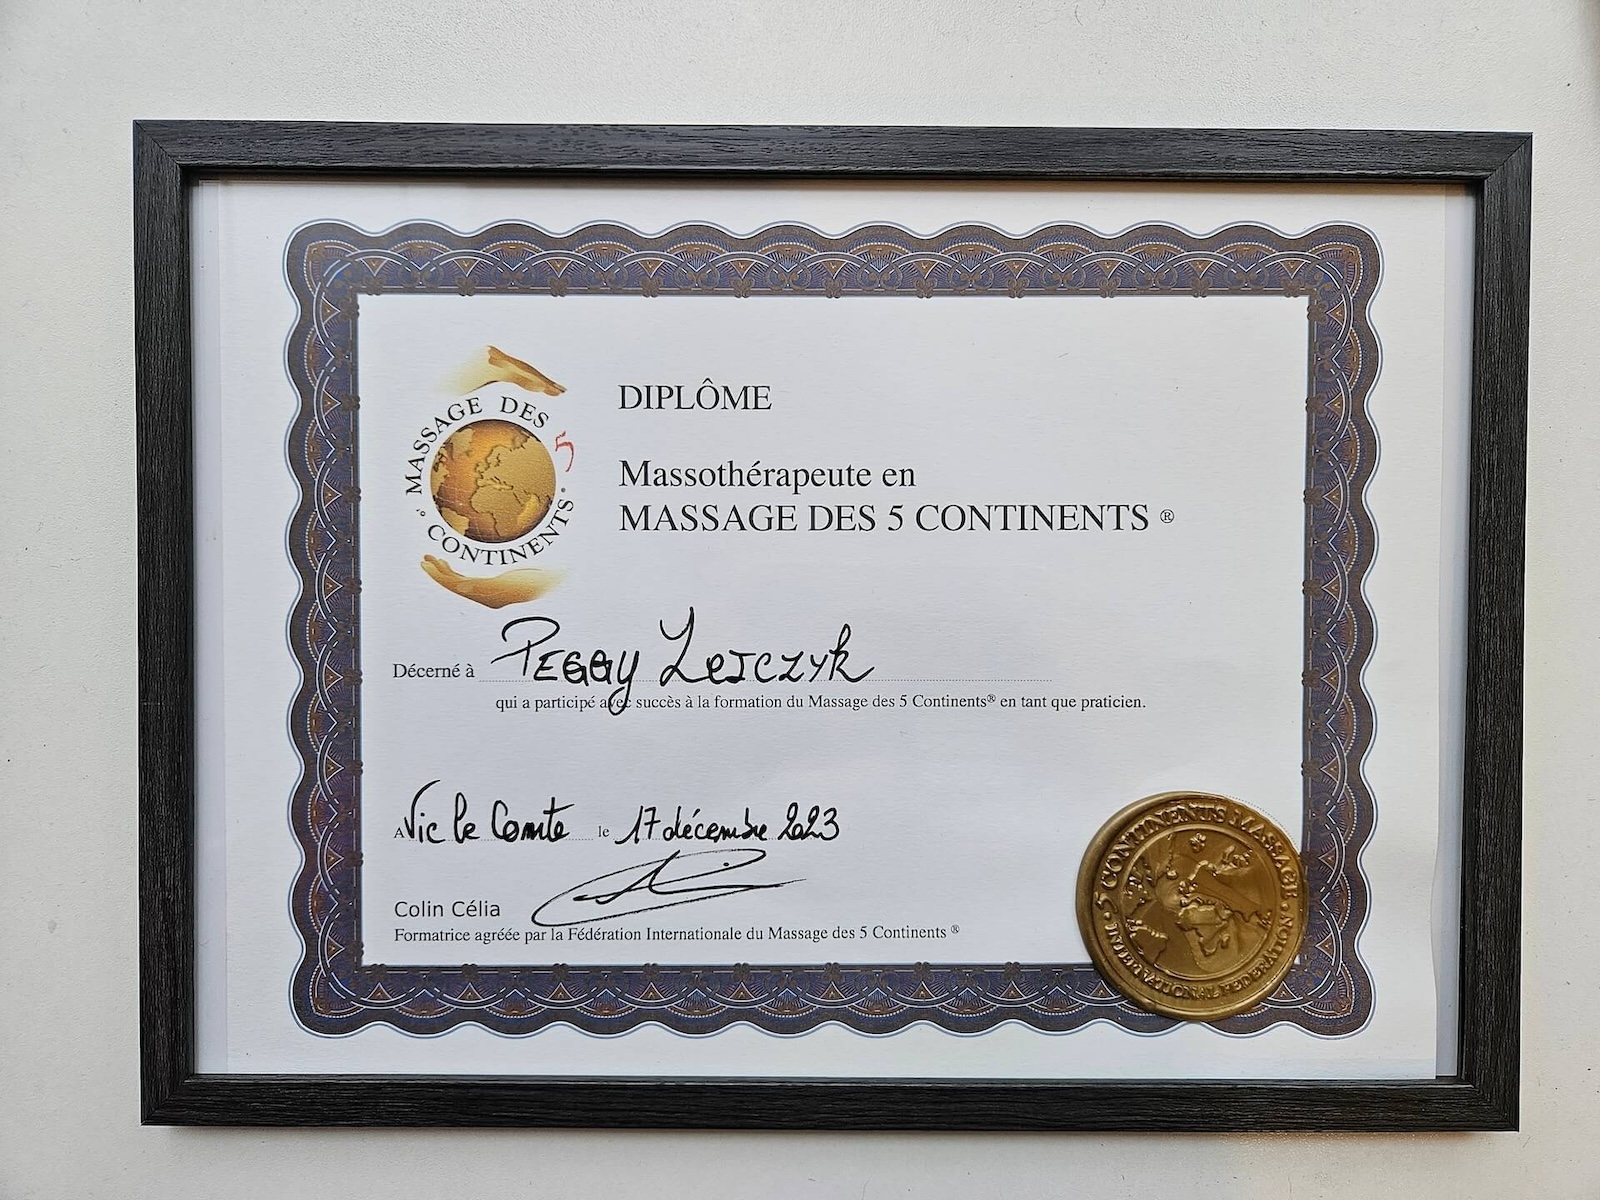 MASSAGE DES 5 CONTINENTS
DIPLÔME
Massothérapeute en
MASSAGE DES 5 CONTINENTS ®
Décerné à Peggy Lejczyk
qui a participé avec succès à la formation du Massage des 5 Continents® en tant que praticien.
A Vic le Comte le 17 décembre 2023
Colin Célia
Formatrice agréée par la Fédération Internationale du Massage des 5 Continents ®
5 CONTINENTS MASSAGE • INTERNATIONAL FEDERATION •